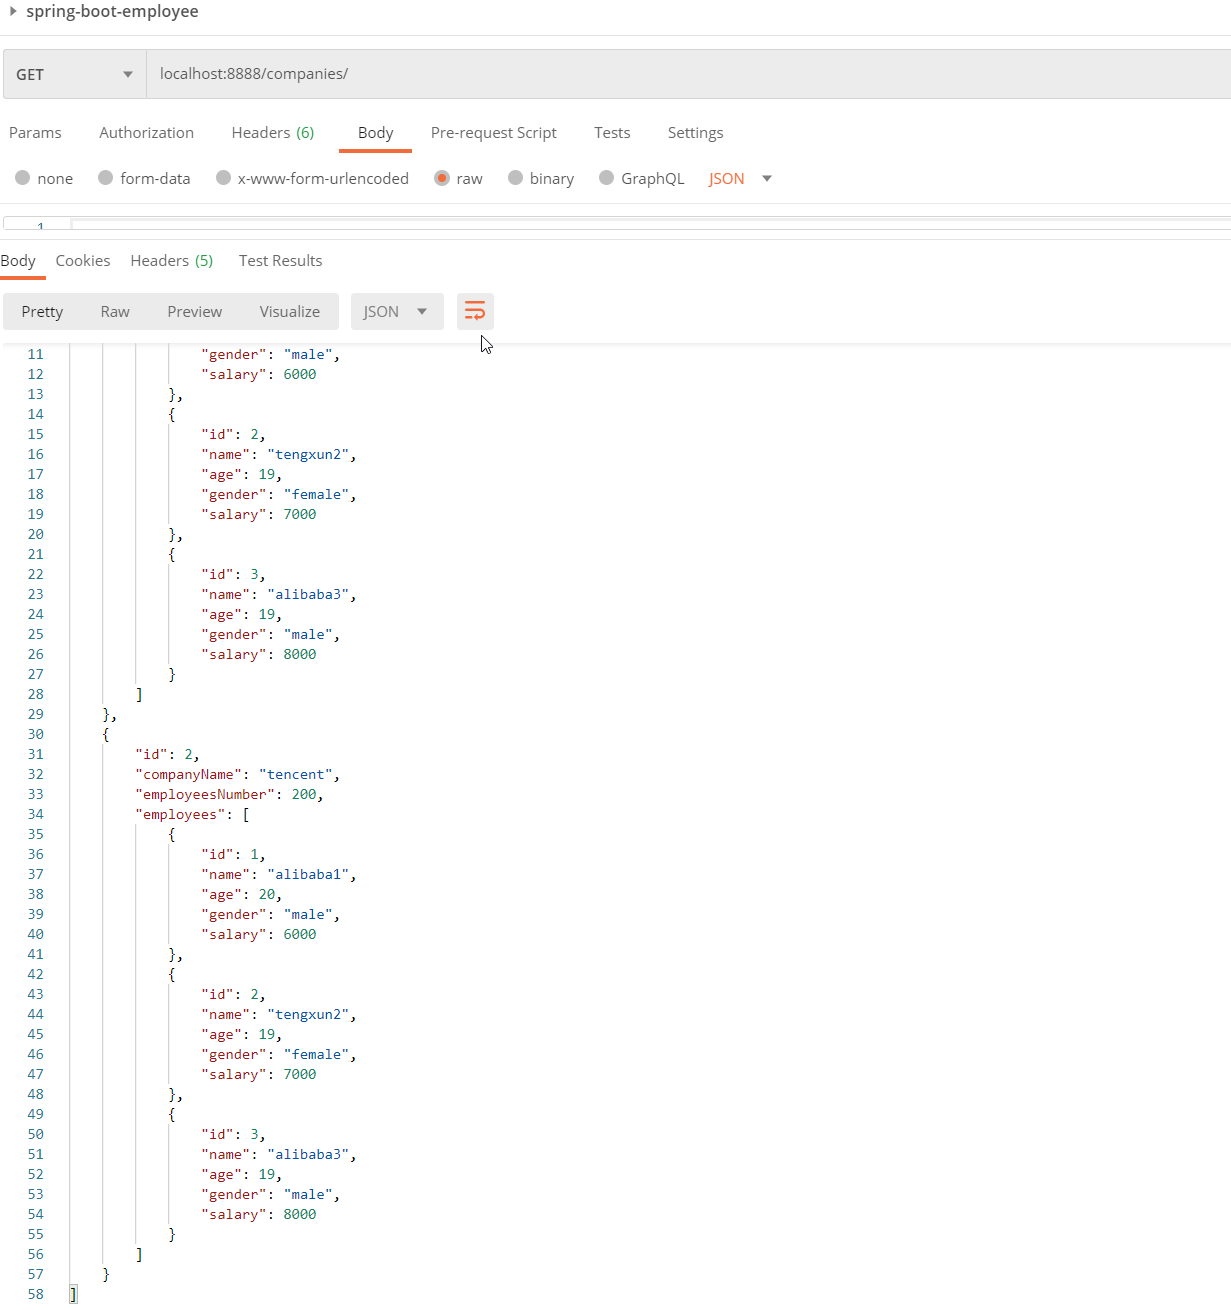 spring-boot-employee
GET localhost:8888/companies/
Params Authorization Headers (6) Body Pre-request Script Tests Settings
none form-data x-www-form-urlencoded raw binary GraphQL JSON
1
Body Cookies Headers (5) Test Results
Pretty Raw Preview Visualize JSON
11 "gender": "male",
12 "salary": 6000
13 },
14 {
15 "id": 2,
16 "name": "tengxun2",
17 "age": 19,
18 "gender": "female",
19 "salary": 7000
20 },
21 {
22 "id": 3,
23 "name": "alibaba3",
24 "age": 19,
25 "gender": "male",
26 "salary": 8000
27 }
28 ]
29 },
30 {
31 "id": 2,
32 "companyName": "tencent",
33 "employeesNumber": 200,
34 "employees": [
35 {
36 "id": 1,
37 "name": "alibaba1",
38 "age": 20,
39 "gender": "male",
40 "salary": 6000
41 },
42 {
43 "id": 2,
44 "name": "tengxun2",
45 "age": 19,
46 "gender": "female",
47 "salary": 7000
48 },
49 {
50 "id": 3,
51 "name": "alibaba3",
52 "age": 19,
53 "gender": "male",
54 "salary": 8000
55 }
56 ]
57 }
58 ]